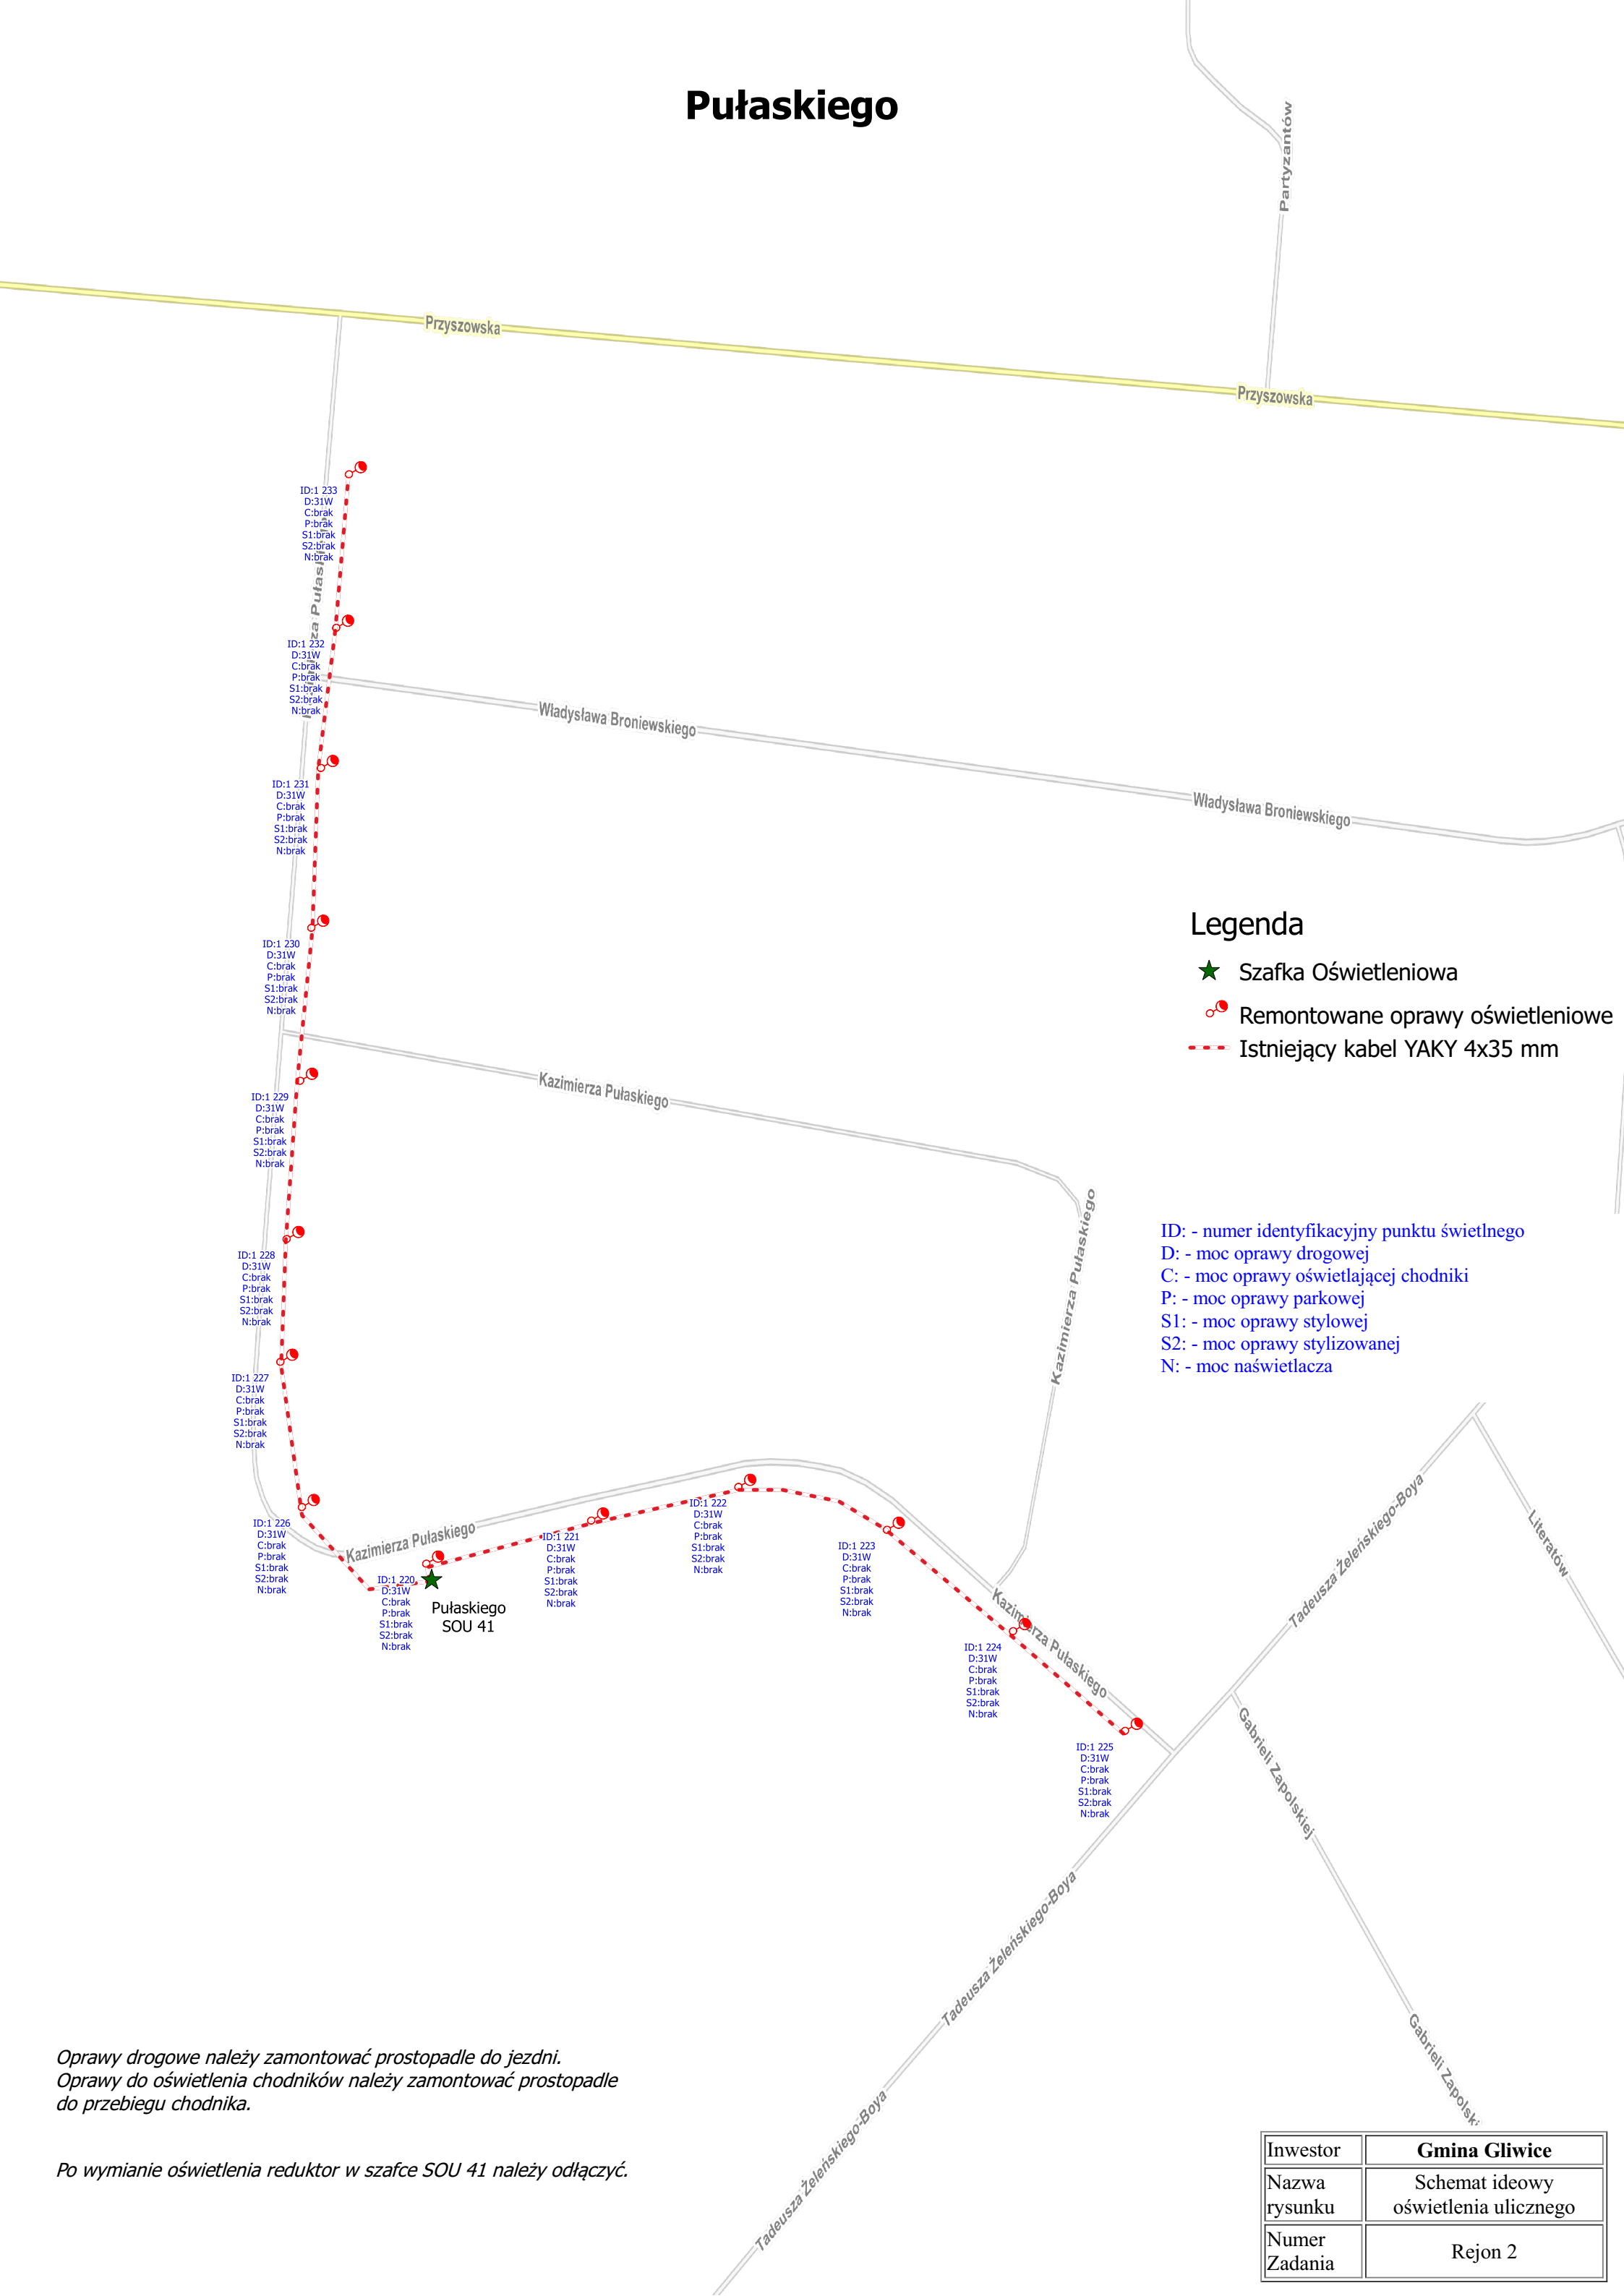 Pułaskiego
Partyzantów
Przyszowska
Przyszowska
ID:1 233
D:31W
C:brak
P:brak
S1:brak
S2:brak
N:brak
ID:1 232
D:31W
C:brak
P:brak
S1:brak
S2:brak
N:brak
Władysława Broniewskiego
Władysława Broniewskiego
ID:1 231
D:31W
C:brak
P:brak
S1:brak
S2:brak
N:brak
Legenda
Szafka Oświetleniowa
Remontowane oprawy oświetleniowe
Istniejący kabel YAKY 4x35 mm
ID:1 230
D:31W
C:brak
P:brak
S1:brak
S2:brak
N:brak
Kazimierza Pułaskiego
ID:1 229
D:31W
C:brak
P:brak
S1:brak
S2:brak
N:brak
Kazimierza Pułaskiego
ID: - numer identyfikacyjny punktu świetlnego
D: - moc oprawy drogowej
C: - moc oprawy oświetlającej chodniki
P: - moc oprawy parkowej
S1: - moc oprawy stylowej
S2: - moc oprawy stylizowanej
N: - moc naświetlacza
ID:1 228
D:31W
C:brak
P:brak
S1:brak
S2:brak
N:brak
ID:1 227
D:31W
C:brak
P:brak
S1:brak
S2:brak
N:brak
ID:1 226
D:31W
C:brak
P:brak
S1:brak
S2:brak
N:brak
Kazimierza Pułaskiego
ID:1 220
D:31W
C:brak
P:brak
S1:brak
S2:brak
N:brak
Pułaskiego
SOU 41
ID:1 221
D:31W
C:brak
P:brak
S1:brak
S2:brak
N:brak
ID:1 222
D:31W
C:brak
P:brak
S1:brak
S2:brak
N:brak
ID:1 223
D:31W
C:brak
P:brak
S1:brak
S2:brak
N:brak
Kazimierza Pułaskiego
ID:1 224
D:31W
C:brak
P:brak
S1:brak
S2:brak
N:brak
ID:1 225
D:31W
C:brak
P:brak
S1:brak
S2:brak
N:brak
Tadeusza Żeleńskiego-Boya
Literatów
Gabrieli Zapolskiej
Tadeusza Żeleńskiego-Boya
Gabrieli Zapolski
Tadeusza Żeleńskiego-Boya
Oprawy drogowe należy zamontować prostopadle do jezdni.
Oprawy do oświetlenia chodników należy zamontować prostopadle
do przebiegu chodnika.
Po wymianie oświetlenia reduktor w szafce SOU 41 należy odłączyć.
Inwestor
Gmina Gliwice
Nazwa
rysunku
Schemat ideowy
oświetlenia ulicznego
Numer
Zadania
Rejon 2